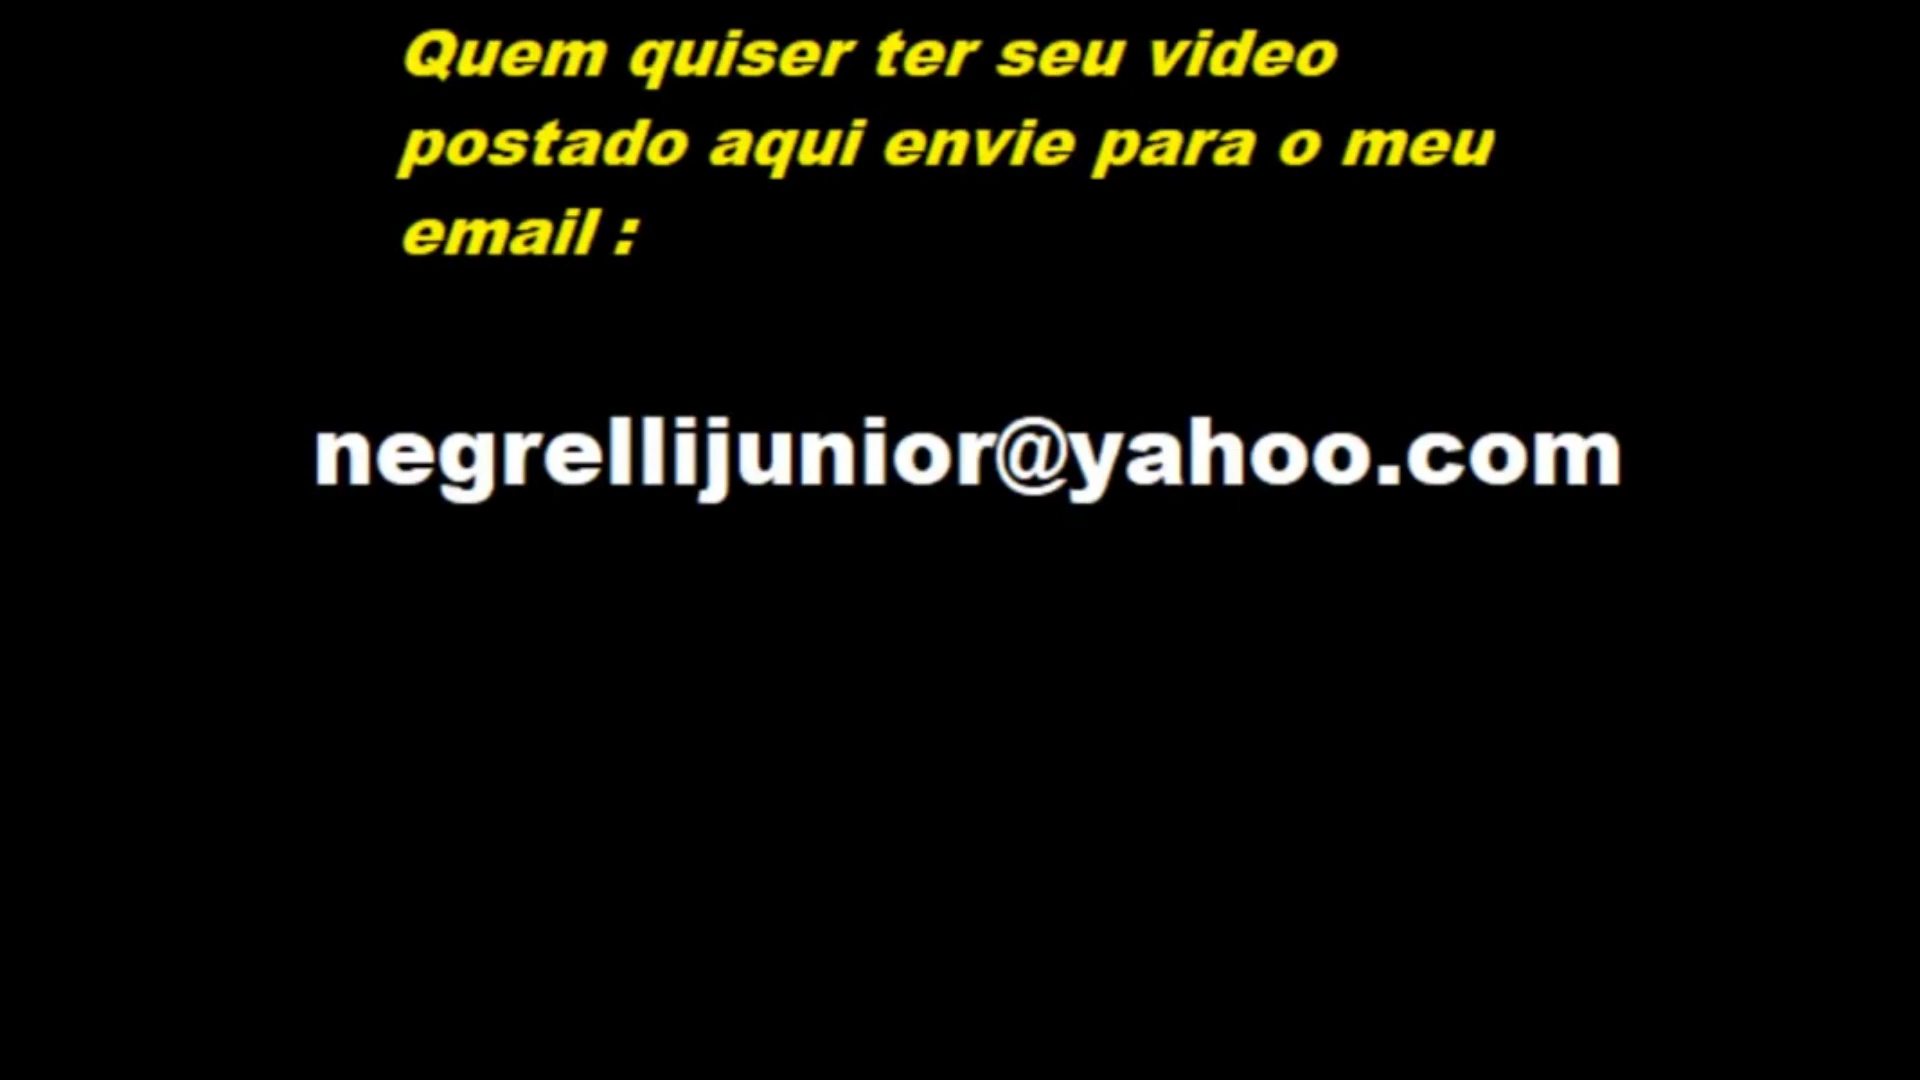 Quem quiser ter seu video
postado aqui envie para o meu
email :
negrellijunior@yahoo.com